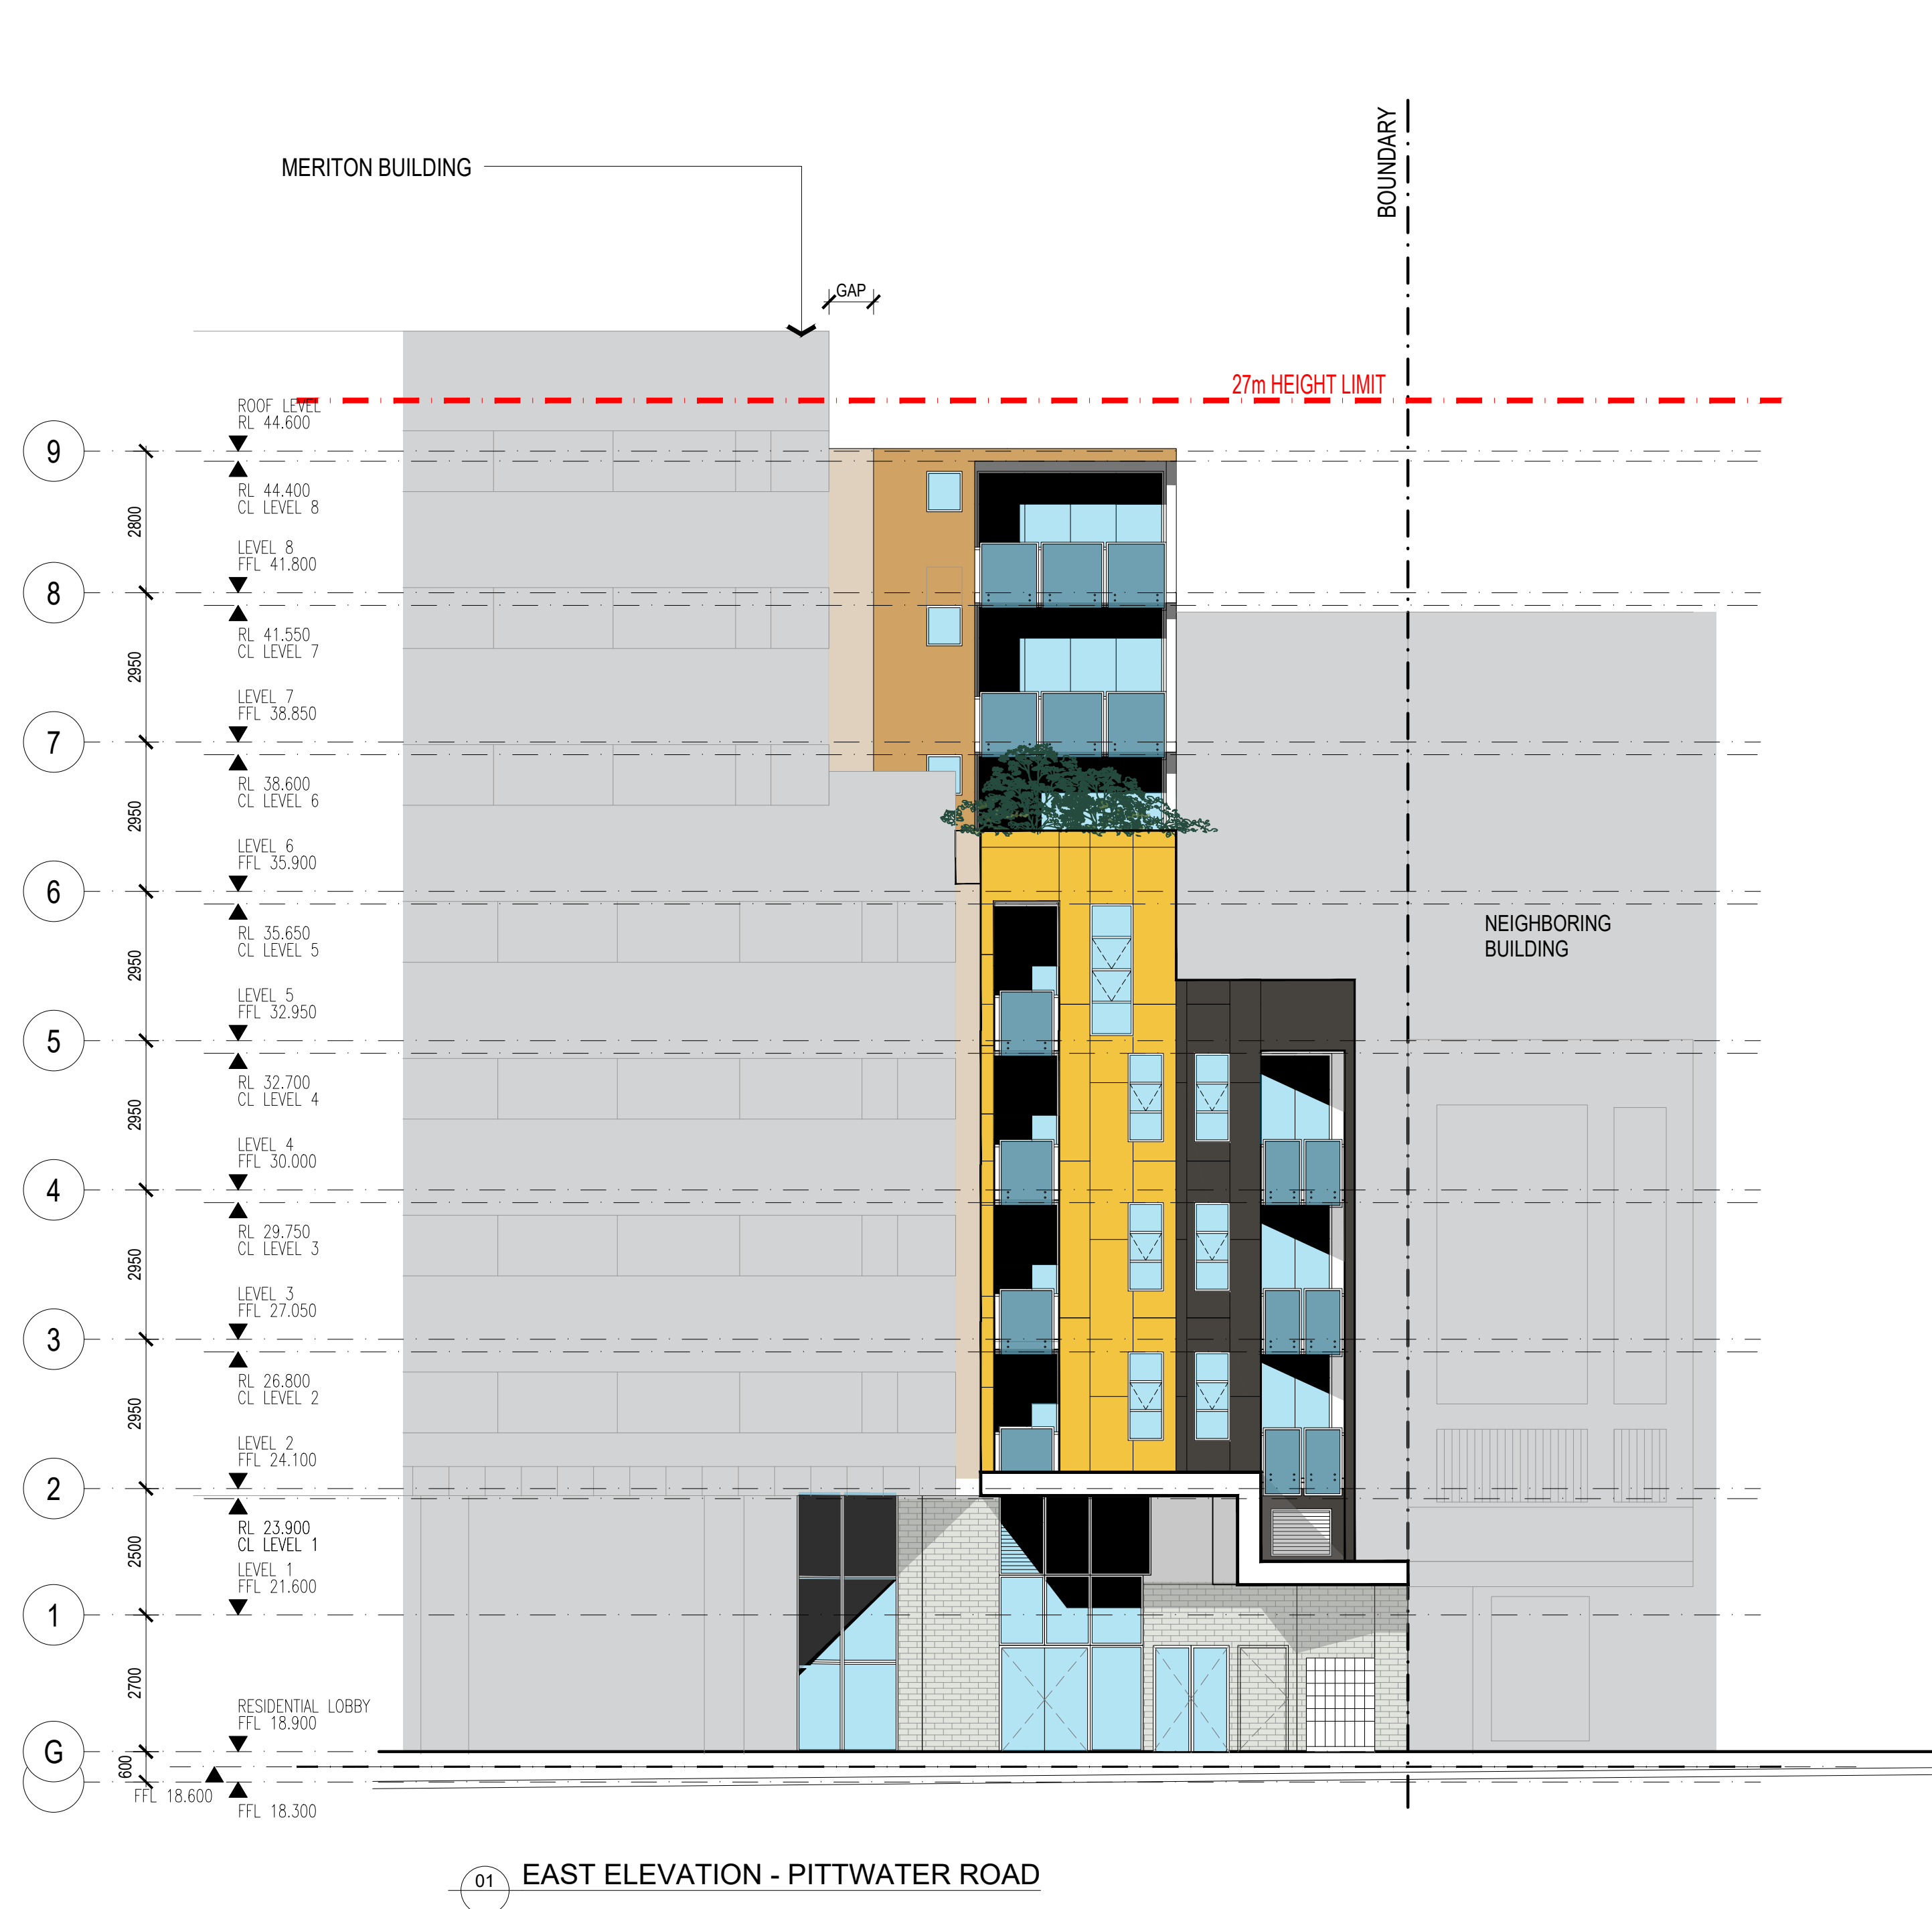 BOUNDARY
MERITON BUILDING
GAP
27m HEIGHT LIMIT
ROOF LEVEL
RL 44.600
9
RL 44.400
CL LEVEL 8
2800
LEVEL 8
FFL 41.800
8
RL 41.550
CL LEVEL 7
2950
LEVEL 7
FFL 38.850
7
RL 38.600
CL LEVEL 6
2950
LEVEL 6
FFL 35.900
6
NEIGHBORING
BUILDING
RL 35.650
CL LEVEL 5
2950
LEVEL 5
FFL 32.950
5
RL 32.700
CL LEVEL 4
2950
LEVEL 4
FFL 30.000
4
RL 29.750
CL LEVEL 3
2950
LEVEL 3
FFL 27.050
3
RL 26.800
CL LEVEL 2
2950
LEVEL 2
FFL 24.100
2
RL 23.900
CL LEVEL 1
2500
LEVEL 1
FFL 21.600
1
2700
RESIDENTIAL LOBBY
FFL 18.900
G
600
FFL 18.600
FFL 18.300
01
EAST ELEVATION - PITTWATER ROAD